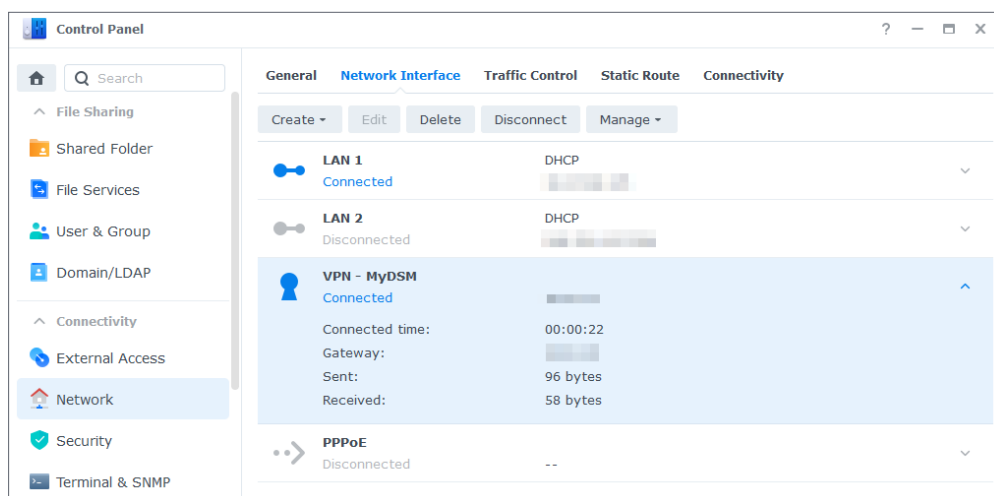 Control Panel
?
Search
General Network Interface Traffic Control Static Route Connectivity
File Sharing
Create Edit Delete Disconnect Manage
Shared Folder
LAN 1 DHCP
Connected
File Services
LAN 2 DHCP
User & Group
Disconnected
Domain/LDAP
VPN - MyDSM
Connected
Connectivity
Connected time: 00:00:22
External Access
Gateway:
Sent: 96 bytes
Network
Received: 58 bytes
Security
PPPoE
Disconnected --
Terminal & SNMP